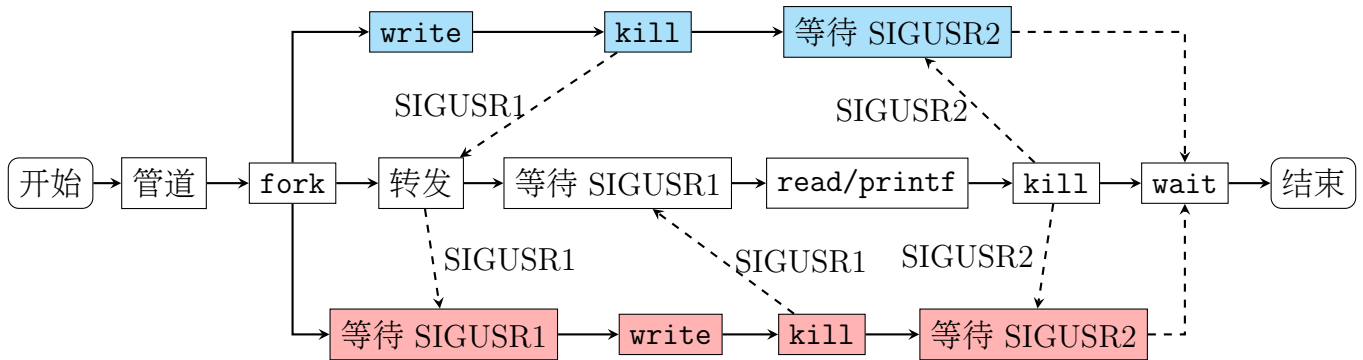 write
kill
等待 SIGUSR2
SIGUSR1
SIGUSR2
开始
管道
fork
转发
等待 SIGUSR1
read/printf
kill
wait
结束
SIGUSR1
SIGUSR1
SIGUSR2
等待 SIGUSR1
write
kill
等待 SIGUSR2